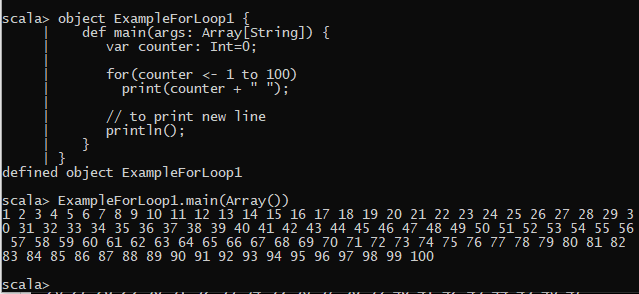 scala> object ExampleForLoop1 {
     |    def main(args: Array[String]) {
     |       var counter: Int=0;
     |
     |       for(counter <- 1 to 100)
     |         print(counter + " ");
     |
     |       // to print new line
     |       println();
     |    }
     | }
defined object ExampleForLoop1
scala> ExampleForLoop1.main(Array())
1 2 3 4 5 6 7 8 9 10 11 12 13 14 15 16 17 18 19 20 21 22 23 24 25 26 27 28 29 3
0 31 32 33 34 35 36 37 38 39 40 41 42 43 44 45 46 47 48 49 50 51 52 53 54 55 56
 57 58 59 60 61 62 63 64 65 66 67 68 69 70 71 72 73 74 75 76 77 78 79 80 81 82
83 84 85 86 87 88 89 90 91 92 93 94 95 96 97 98 99 100
scala>